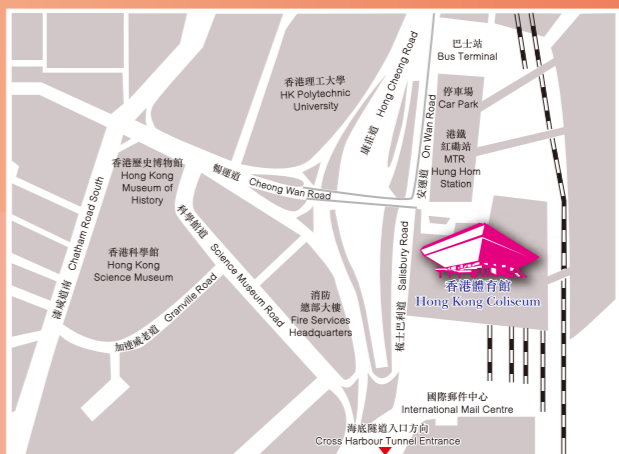 巴士站
Bus Terminal
香港理工大學
HK Polytechnic
University
康莊道 Hong Cheong Road
安運道 On Wan Road
停車場
Car Park
港鐵
紅磡站
MTR
Hung Hom
Station
香港歷史博物館
Hong Kong
Museum of
History
暢運道 Cheong Wan Road
科學館道 Science Museum Road
漆咸道南 Chatham Road South
香港科學館
Hong Kong
Science Museum
加連威老道 Granville Road
消防
總部大樓
Fire Services
Headquarters
梳士巴利道 Salisbury Road
香港體育館
Hong Kong Coliseum
國際郵件中心
International Mail Centre
海底隧道入口方向
Cross Harbour Tunnel Entrance